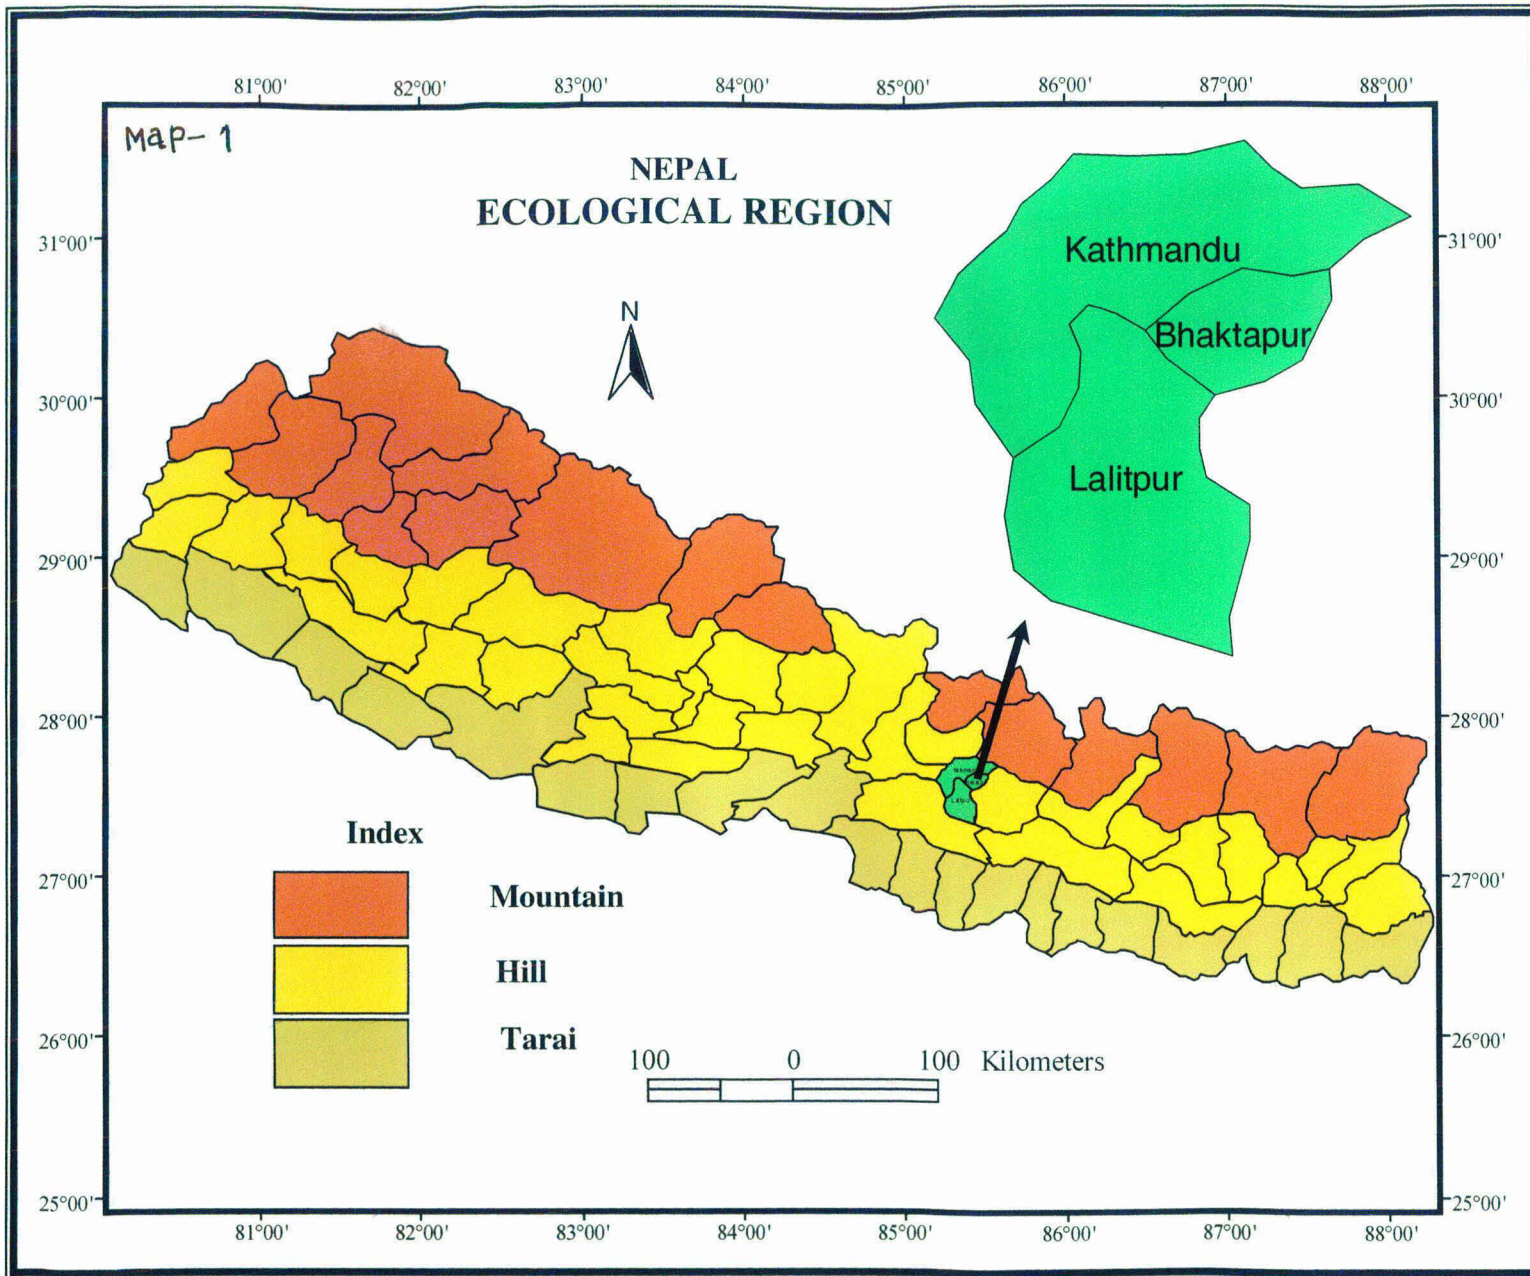 81°00' 82°00' 83°00' 84°00' 85°00' 86°00' 87°00' 88°00'
Map-1
NEPAL
ECOLOGICAL REGION
Kathmandu
Bhaktapur
Lalitpur
N
31°00' 31°00'
30°00' 30°00'
29°00' 29°00'
28°00' 28°00'
27°00' 27°00'
26°00' 26°00'
25°00' 25°00'
Index
Mountain
Hill
Tarai
100 0 100 Kilometers
81°00' 82°00' 83°00' 84°00' 85°00' 86°00' 87°00' 88°00'